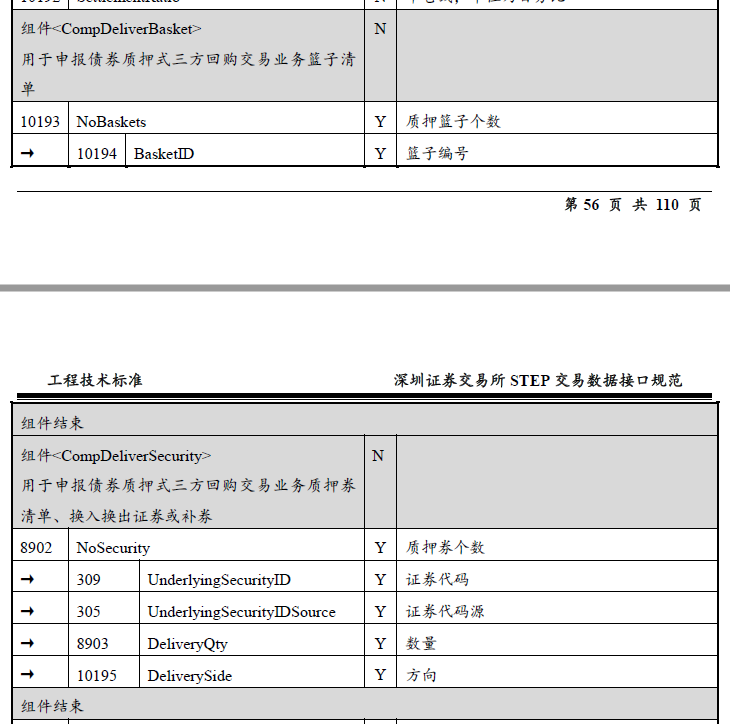 组件<CompDeliverBasket> N
用于申报债券质押式三方回购交易业务篮子清
单
10193 NoBaskets Y 质押篮子个数
→ 10194 BasketID Y 篮子编号
第 56 页 共 110 页
工程技术标准 深圳证券交易所 STEP 交易数据接口规范
组件结束
组件<CompDeliverSecurity> N
用于申报债券质押式三方回购交易业务质押券
清单、换入换出证券或补券
8902 NoSecurity Y 质押券个数
→ 309 UnderlyingSecurityID Y 证券代码
→ 305 UnderlyingSecurityIDSource Y 证券代码源
→ 8903 DeliveryQty Y 数量
→ 10195 DeliverySide Y 方向
组件结束